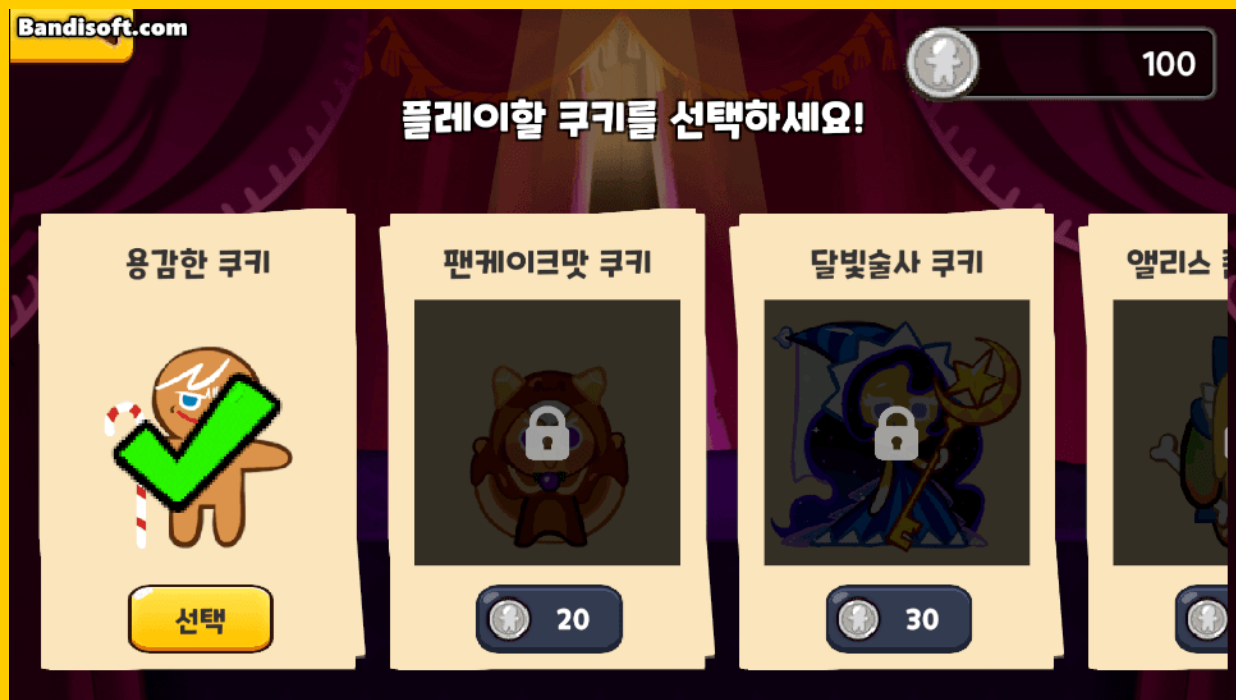 Bandisoft.com
100
플레이할 쿠키를 선택하세요!
용감한 쿠키
팬케이크맛 쿠키
달빛술사 쿠키
앨리스
선택
20
30